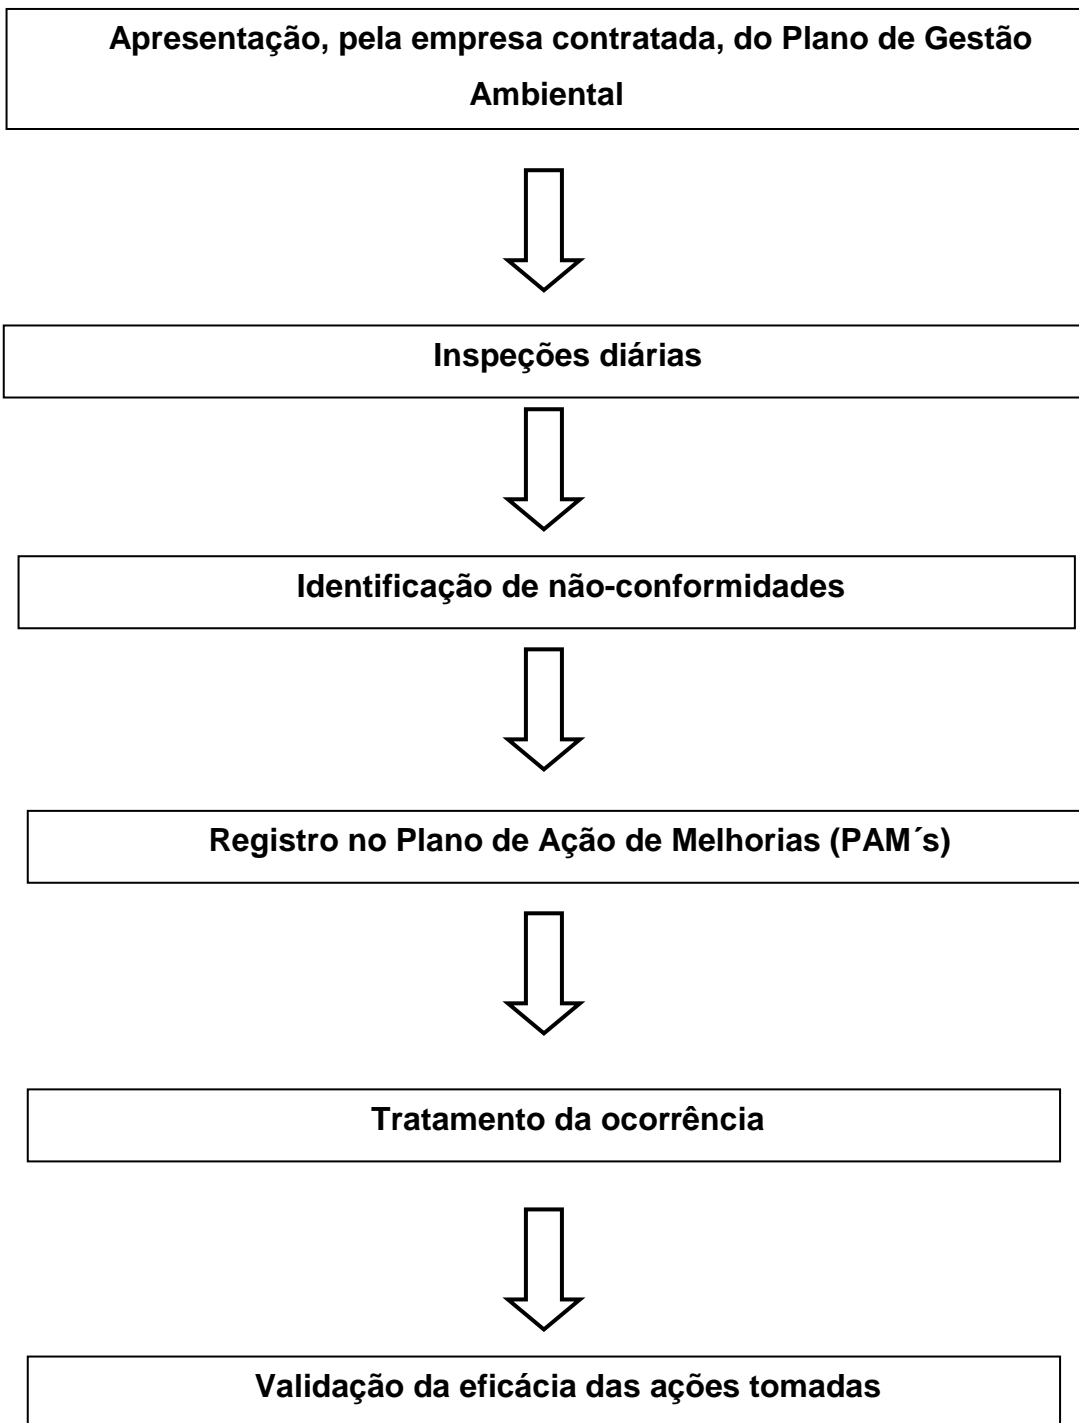 Apresentação, pela empresa contratada, do Plano de Gestão
Ambiental
Inspeções diárias
Identificação de não-conformidades
Registro no Plano de Ação de Melhorias (PAM´s)
Tratamento da ocorrência
Validação da eficácia das ações tomadas